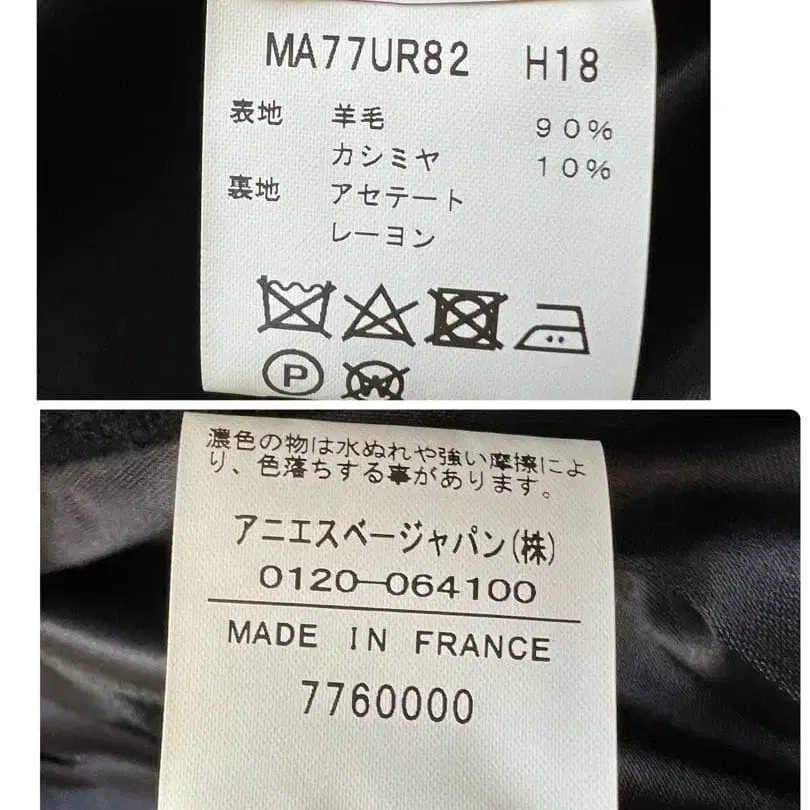 MA77UR82 H18
表地 羊毛 90%
カシミヤ 10%
裏地 アセテート
レーヨン
P
W
濃色の物は水ぬれや強い摩擦によ
り、色落ちする事があります。
アニエスベージャパン(株)
0120-064100
MADE IN FRANCE
7760000